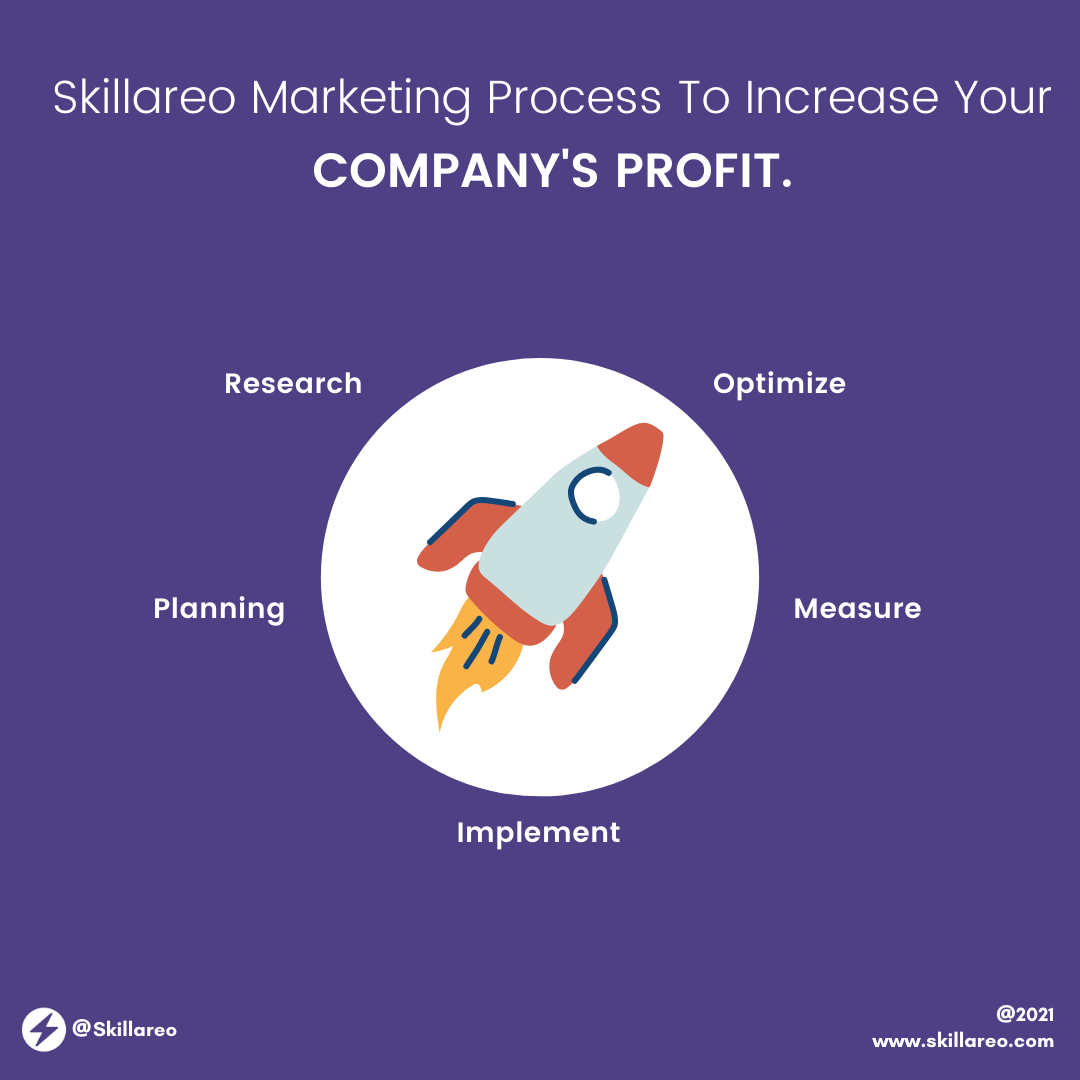 Skillareo Marketing Process To Increase Your
COMPANY'S PROFIT.
Research
Optimize
Planning
Measure
Implement
@Skillareo
@2021
www.skillareo.com